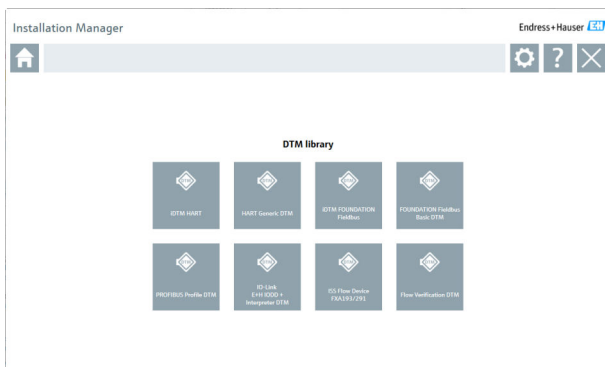 Installation Manager
Endress+Hauser EH
?
DTM library
iDTM HART
HART Generic DTM
iDTM FOUNDATION
Fieldbus
FOUNDATION Fieldbus
Basic DTM
PROFIBUS Profile DTM
IO-Link
E+H IODD +
Interpreter DTM
ISS Flow Device
FXA193/291
Flow Verification DTM